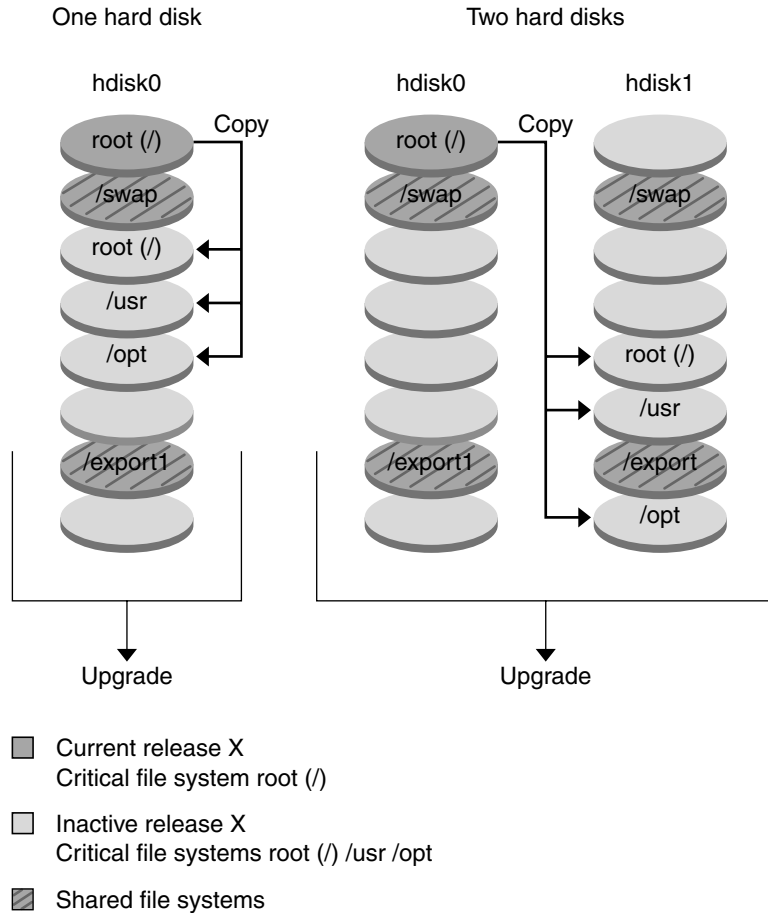 One hard disk
Two hard disks
hdisk0
hdisk0
hdisk1
root (/)
Copy
root (/)
Copy
/swap
/swap
/swap
root (/)
/usr
/opt
root (/)
/usr
/export1
/export1
/export
/opt
Upgrade
Upgrade
Current release X
Critical file system root (/)
Inactive release X
Critical file systems root (/) /usr /opt
Shared file systems